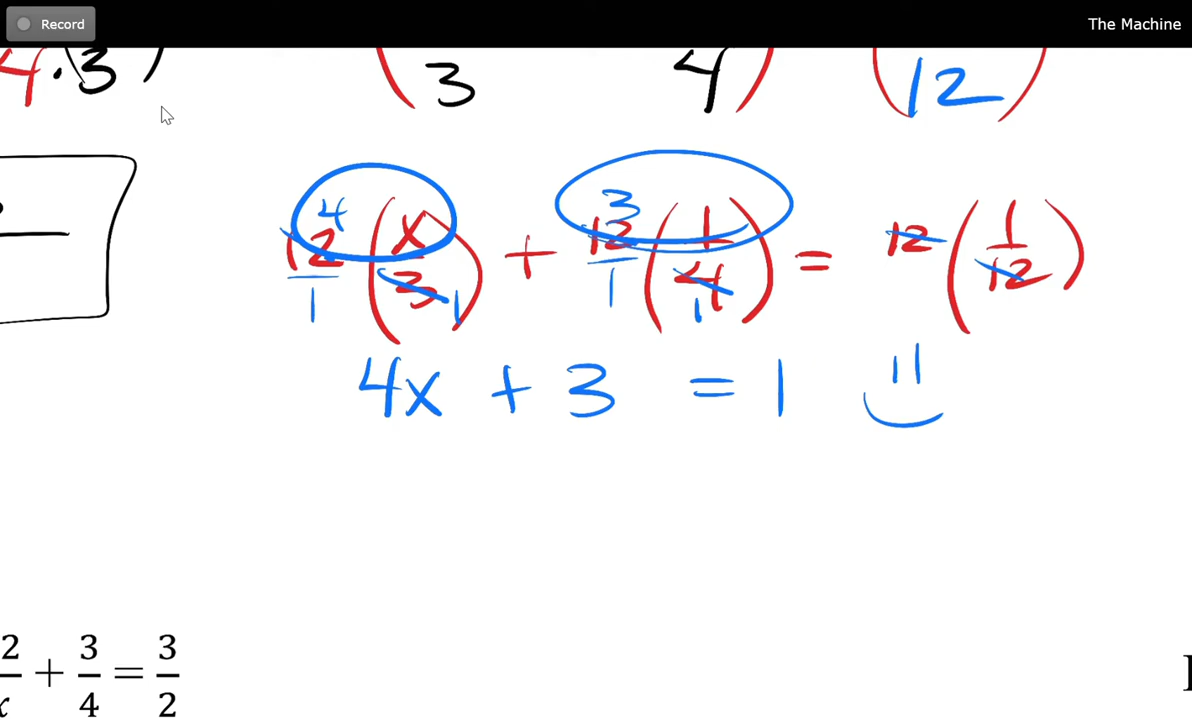 Record
The Machine
4·3)
( 3 4 ) ( 12 )
4 3
12/1 (x/3 1) + 12/1 (1/4 1) = 12 (1/12)
4x + 3 = 1
2/x + 3/4 = 3/2